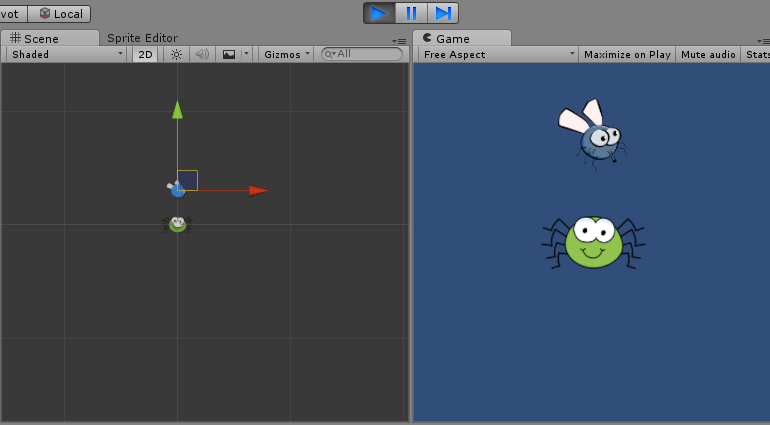 vot Local
Scene Sprite Editor
Shaded 2D Gizmos All
Game
Free Aspect Maximize on Play Mute audio Stats